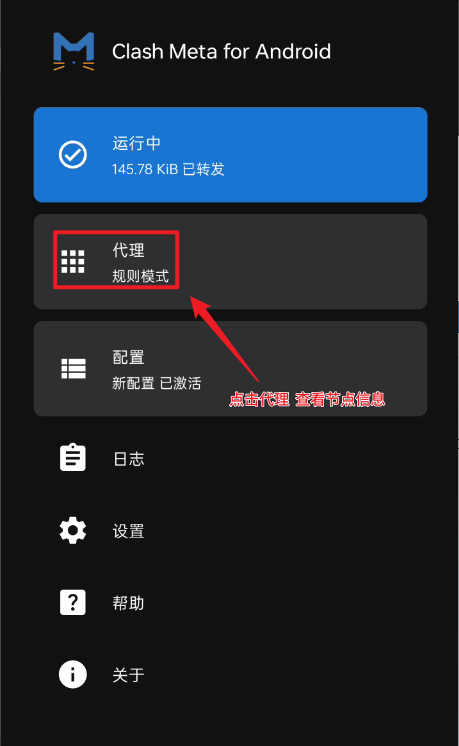 Clash Meta for Android
运行中
145.78 KiB 已转发
代理
规则模式
配置
新配置 已激活
点击代理 查看节点信息
日志
设置
帮助
关于